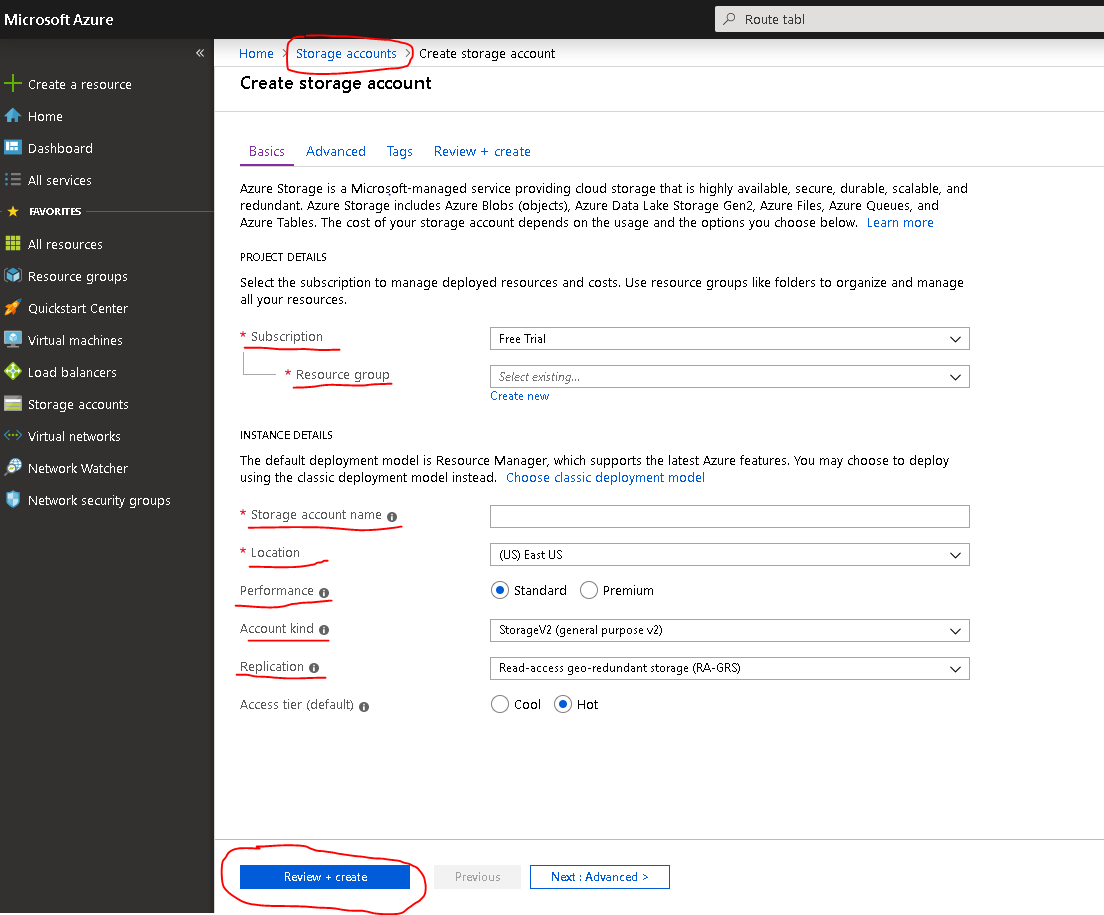 Microsoft Azure
Route tabl
«
Create a resource
Home
Dashboard
All services
FAVORITES
All resources
Resource groups
Quickstart Center
Virtual machines
Load balancers
Storage accounts
Virtual networks
Network Watcher
Network security groups
Home > Storage accounts > Create storage account
Create storage account
Basics Advanced Tags Review + create
Azure Storage is a Microsoft-managed service providing cloud storage that is highly available, secure, durable, scalable, and
redundant. Azure Storage includes Azure Blobs (objects), Azure Data Lake Storage Gen2, Azure Files, Azure Queues, and
Azure Tables. The cost of your storage account depends on the usage and the options you choose below. Learn more
PROJECT DETAILS
Select the subscription to manage deployed resources and costs. Use resource groups like folders to organize and manage
all your resources.
* Subscription Free Trial
* Resource group Select existing...
Create new
INSTANCE DETAILS
The default deployment model is Resource Manager, which supports the latest Azure features. You may choose to deploy
using the classic deployment model instead. Choose classic deployment model
* Storage account name
* Location (US) East US
Performance Standard Premium
Account kind StorageV2 (general purpose v2)
Replication Read-access geo-redundant storage (RA-GRS)
Access tier (default) Cool Hot
Review + create Previous Next : Advanced >